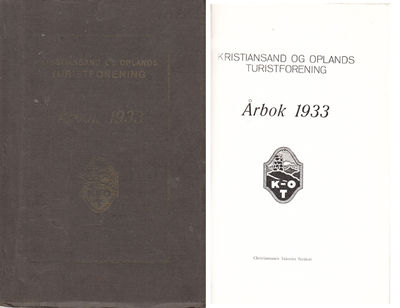 KRISTIANSAND OG OPLANDS
TURISTFORENING
Årbok 1933
KRISTIANSAND OG OPLANDS
TURISTFORENING
Årbok 1933
K-O
T